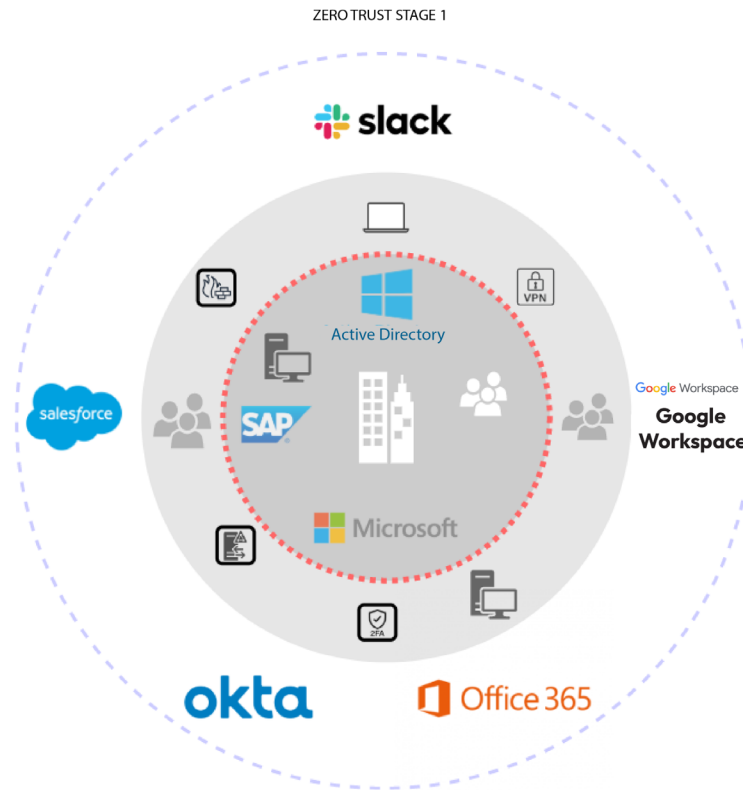 ZERO TRUST STAGE 1
slack
VPN
Active Directory
salesforce
SAP
Google Workspace
Google
Workspace
Microsoft
2FA
okta
Office 365